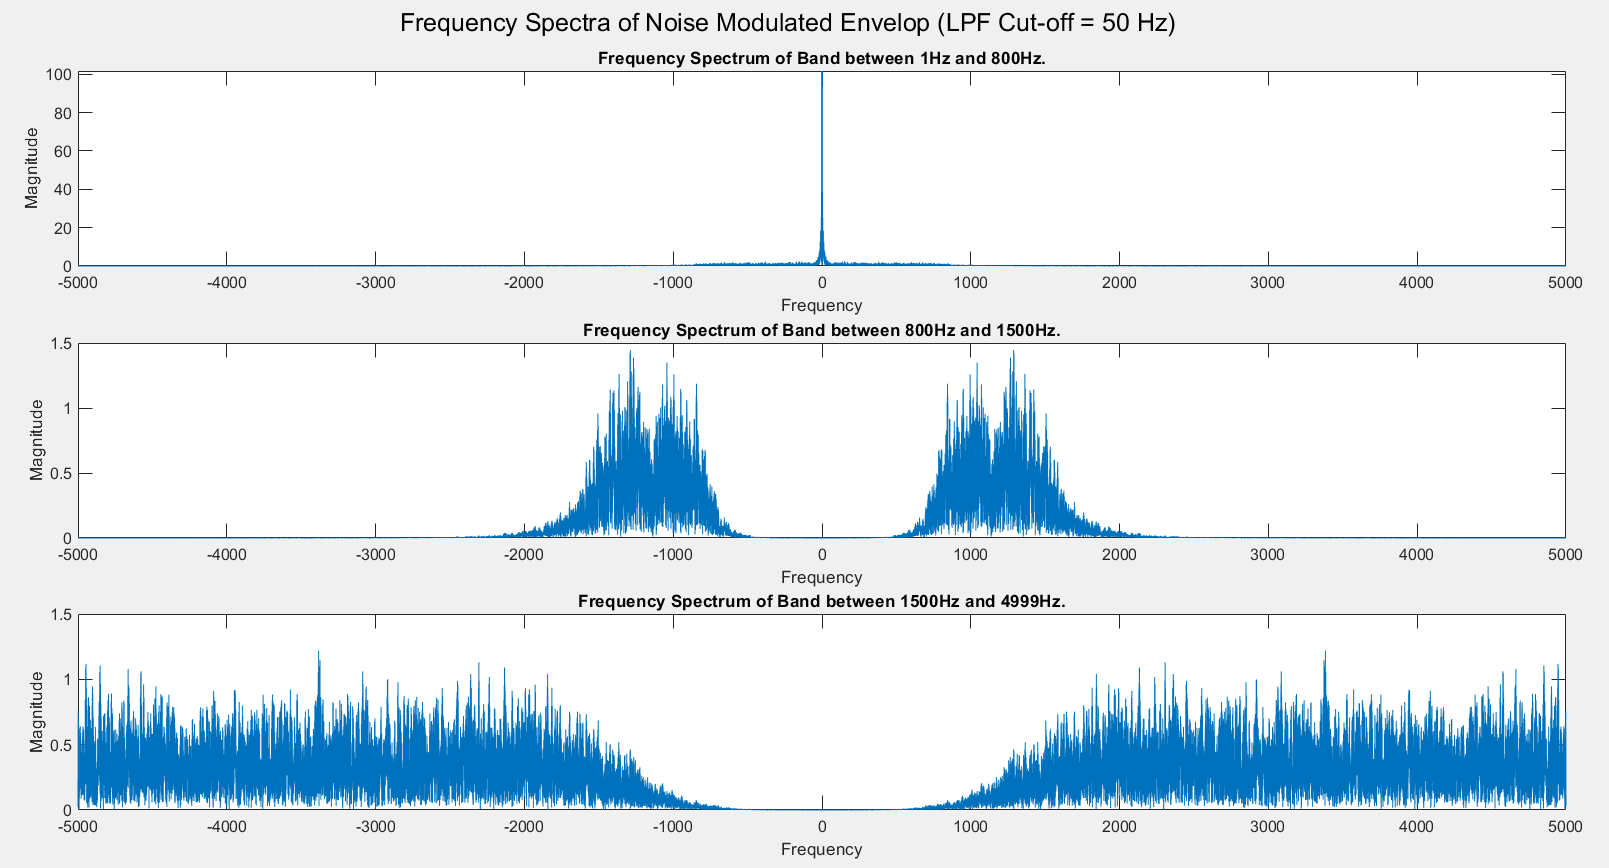 Frequency Spectra of Noise Modulated Envelop (LPF Cut-off = 50 Hz)
Frequency Spectrum of Band between 1Hz and 800Hz.
Magnitude
100
80
60
40
20
0
-5000 -4000 -3000 -2000 -1000 0 1000 2000 3000 4000 5000
Frequency
Frequency Spectrum of Band between 800Hz and 1500Hz.
Magnitude
1.5
1
0.5
0
-5000 -4000 -3000 -2000 -1000 0 1000 2000 3000 4000 5000
Frequency
Frequency Spectrum of Band between 1500Hz and 4999Hz.
Magnitude
1.5
1
0.5
0
-5000 -4000 -3000 -2000 -1000 0 1000 2000 3000 4000 5000
Frequency